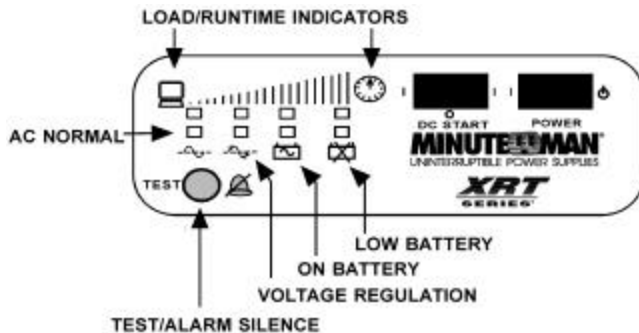 LOAD/RUNTIME INDICATORS
DC START
POWER
AC NORMAL
MINUTEMAN®
UNINTERRUPTIBLE POWER SUPPLIES
TEST
XRT
SERIES
LOW BATTERY
ON BATTERY
VOLTAGE REGULATION
TEST/ALARM SILENCE